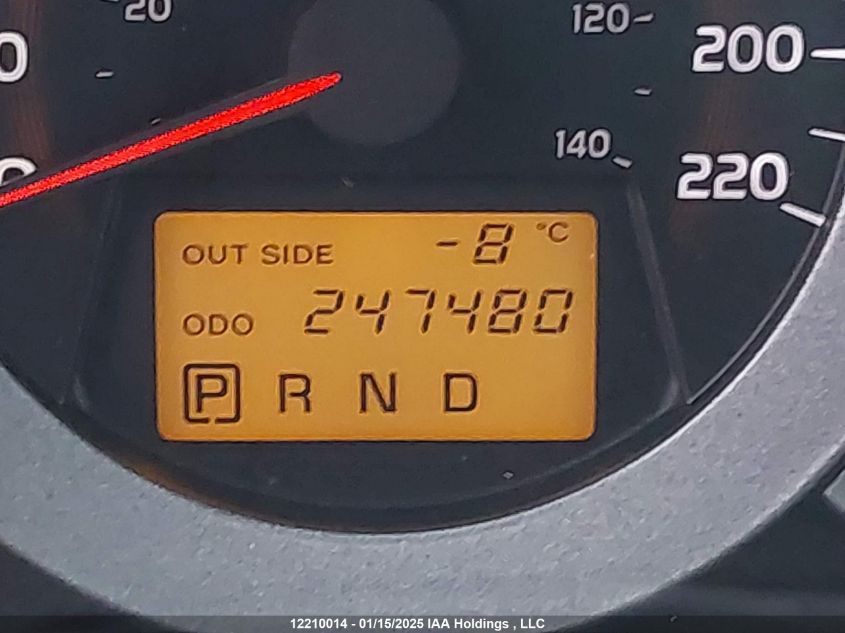 20
120
200
140
220
OUT SIDE -8 °C
ODO 247480
P R N D
12210014 - 01/15/2025 IAA Holdings , LLC